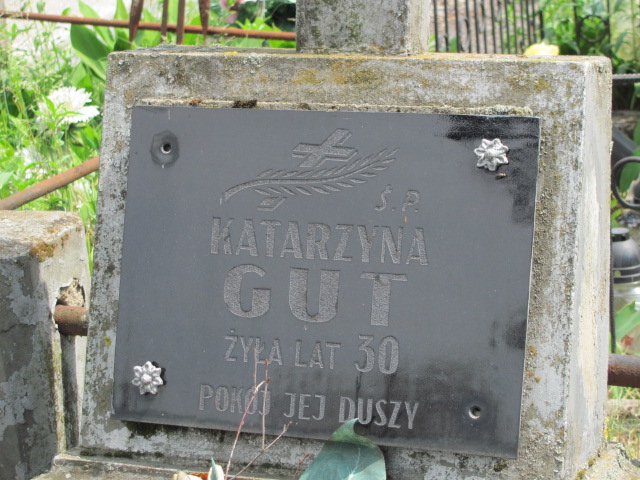 Ś.P.
KATARZYNA
GUT
ŻYŁA LAT 30
POKÓJ JEJ DUSZY